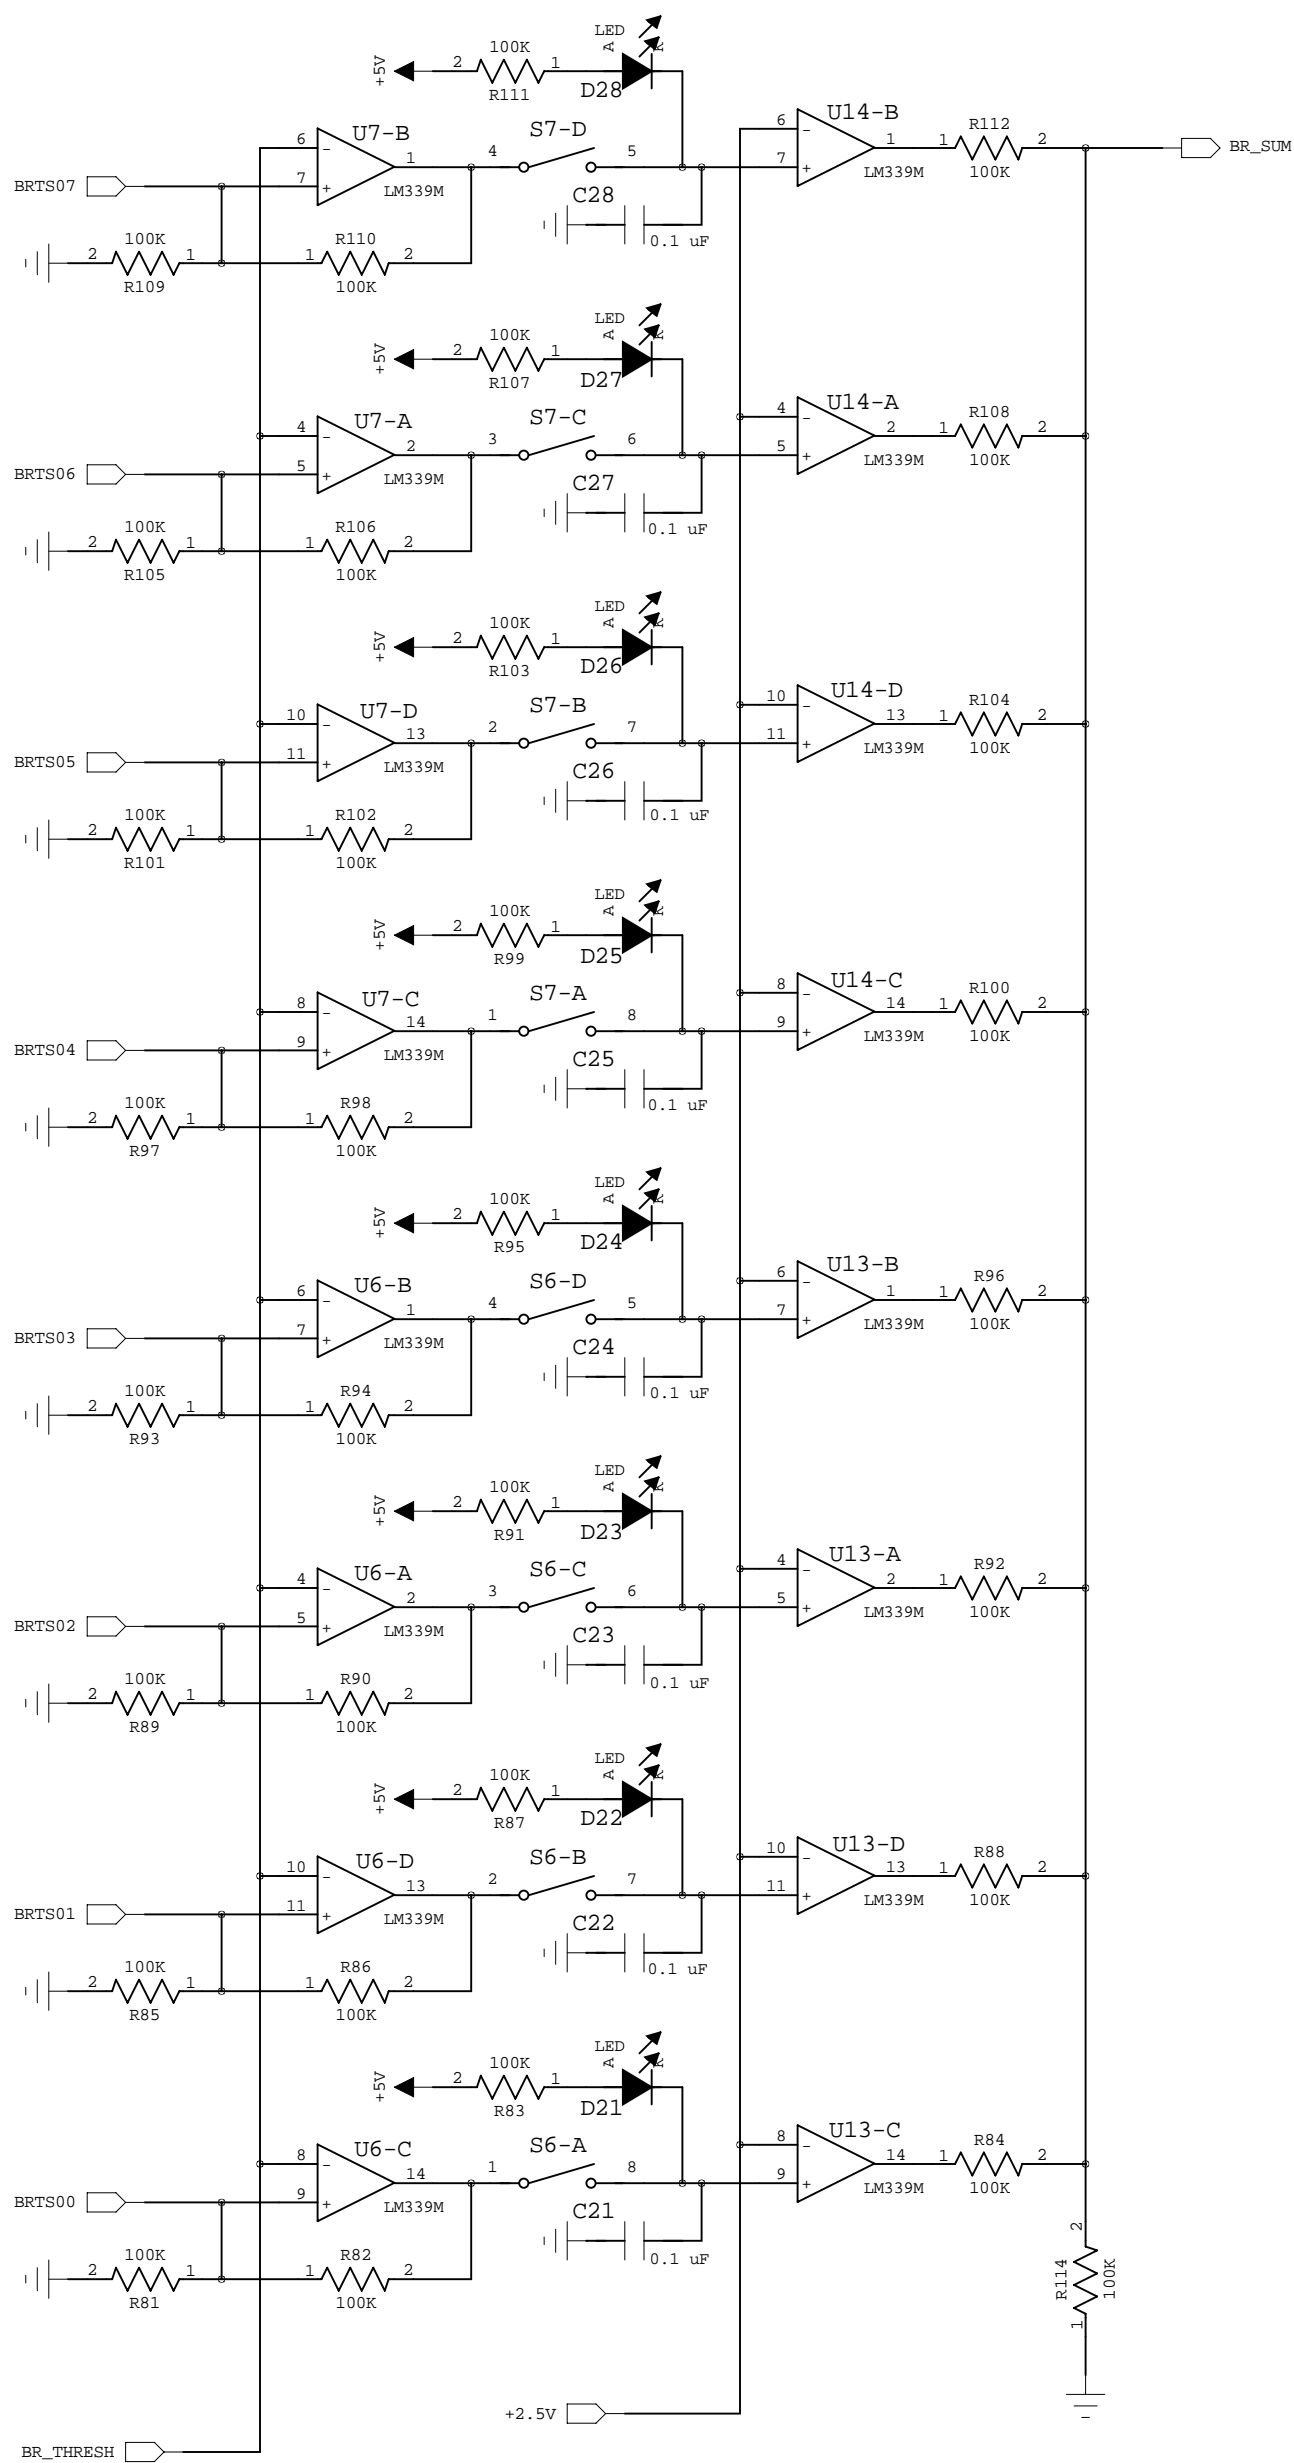 LED
A K
+5V 2 100K 1
R111 D28
U7-B S7-D U14-B
6 - 1 4 5 6 - 1 1 R112 2 BR_SUM
BRTS07 7 + LM339M 7 + LM339M 100K
C28
0.1 uF
2 100K 1 1 R110 2
R109 100K
LED
A K
+5V 2 100K 1
R107 D27
U7-A S7-C U14-A
4 - 2 3 6 4 - 2 1 R108 2
BRTS06 5 + LM339M 5 + LM339M 100K
C27
0.1 uF
2 100K 1 1 R106 2
R105 100K
LED
A K
+5V 2 100K 1
R103 D26
U7-D S7-B U14-D
10 - 13 2 7 10 - 13 1 R104 2
BRTS05 11 + LM339M 11 + LM339M 100K
C26
0.1 uF
2 100K 1 1 R102 2
R101 100K
LED
A K
+5V 2 100K 1
R99 D25
U7-C S7-A U14-C
8 - 14 1 8 8 - 14 1 R100 2
BRTS04 9 + LM339M 9 + LM339M 100K
C25
0.1 uF
2 100K 1 1 R98 2
R97 100K
LED
A K
+5V 2 100K 1
R95 D24
U6-B S6-D U13-B
6 - 1 4 5 6 - 1 1 R96 2
BRTS03 7 + LM339M 7 + LM339M 100K
C24
0.1 uF
2 100K 1 1 R94 2
R93 100K
LED
A K
+5V 2 100K 1
R91 D23
U6-A S6-C U13-A
4 - 2 3 6 4 - 2 1 R92 2
BRTS02 5 + LM339M 5 + LM339M 100K
C23
0.1 uF
2 100K 1 1 R90 2
R89 100K
LED
A K
+5V 2 100K 1
R87 D22
U6-D S6-B U13-D
10 - 13 2 7 10 - 13 1 R88 2
BRTS01 11 + LM339M 11 + LM339M 100K
C22
0.1 uF
2 100K 1 1 R86 2
R85 100K
LED
A K
+5V 2 100K 1
R83 D21
U6-C S6-A U13-C
8 - 14 1 8 8 - 14 1 R84 2
BRTS00 9 + LM339M 9 + LM339M 100K
C21
0.1 uF
2 100K 1 1 R82 2
R81 100K
2
R114
100K
1
+2.5V
BR_THRESH